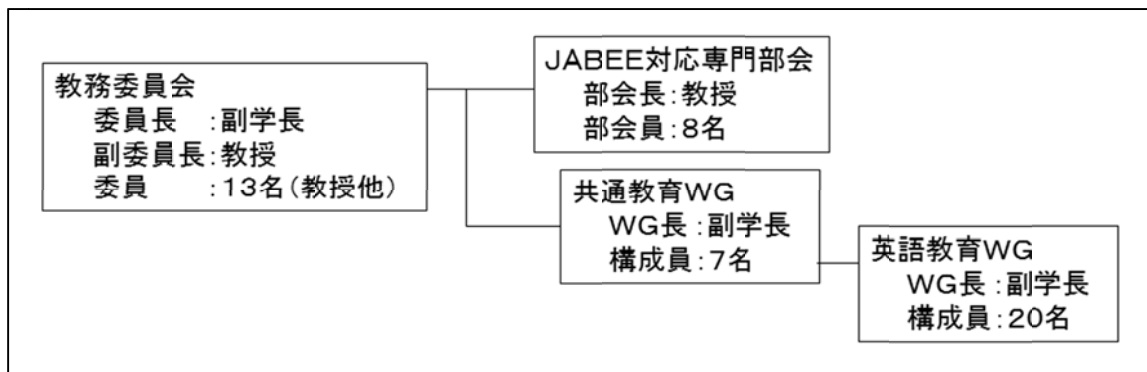 教務委員会
委員長　：副学長
副委員長：教授
委員　　：１３名（教授他）
ＪＡＢＥＥ対応専門部会
部会長：教授
部会員：８名
共通教育ＷＧ
ＷＧ長：副学長
構成員：７名
英語教育ＷＧ
ＷＧ長：副学長
構成員：２０名